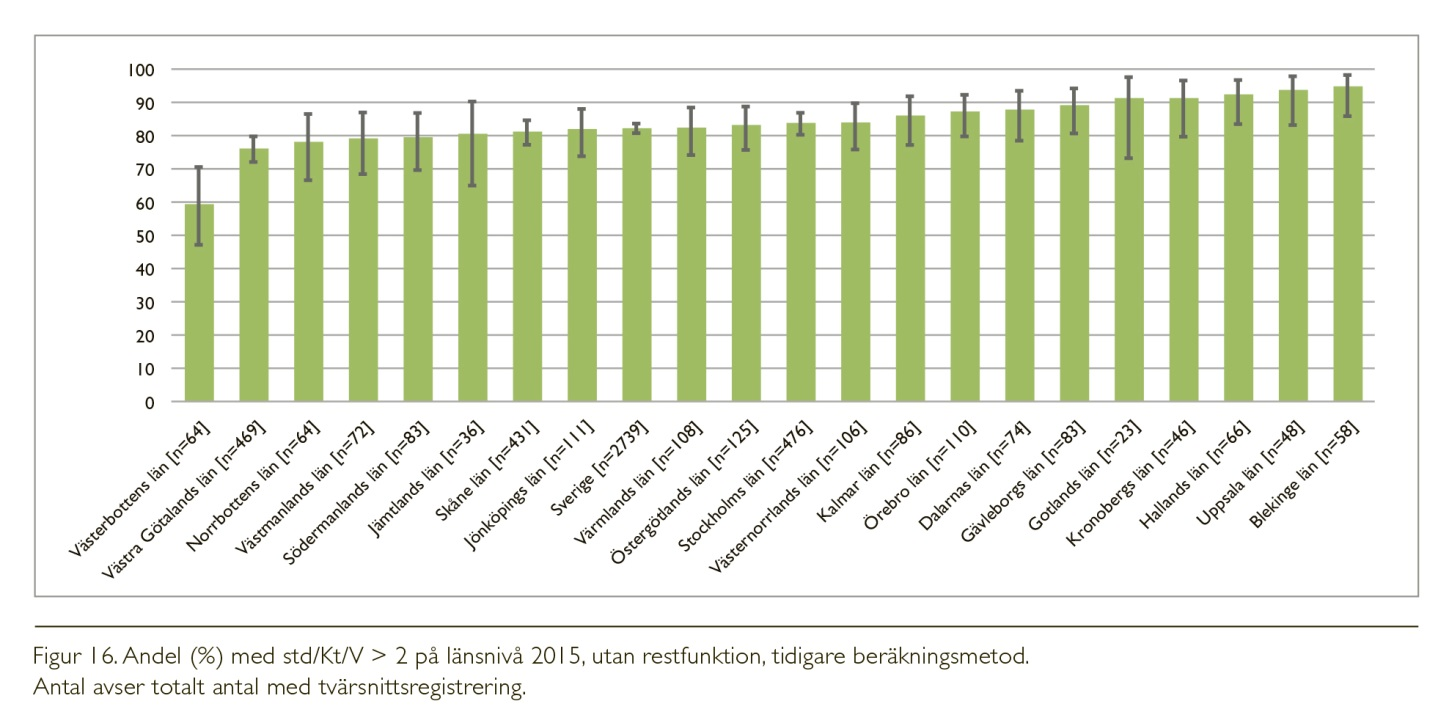 100
90
80
70
60
50
40
30
20
10
0
Västerbottens län [n=64]
Västra Götalands län [n=469]
Norrbottens län [n=64]
Västmanlands län [n=72]
Södermanlands län [n=83]
Jämtlands län [n=36]
Skåne län [n=431]
Jönköpings län [n=111]
Sverige [n=2739]
Värmlands län [n=108]
Östergötlands län [n=125]
Stockholms län [n=476]
Västernorrlands län [n=106]
Kalmar län [n=86]
Örebro län [n=110]
Dalarnas län [n=74]
Gävleborgs län [n=83]
Gotlands län [n=23]
Kronobergs län [n=46]
Hallands län [n=66]
Uppsala län [n=48]
Blekinge län [n=58]
Figur 16. Andel (%) med std/Kt/V > 2 på länsnivå 2015, utan restfunktion, tidigare beräkningsmetod.
Antal avser totalt antal med tvärsnittsregistrering.